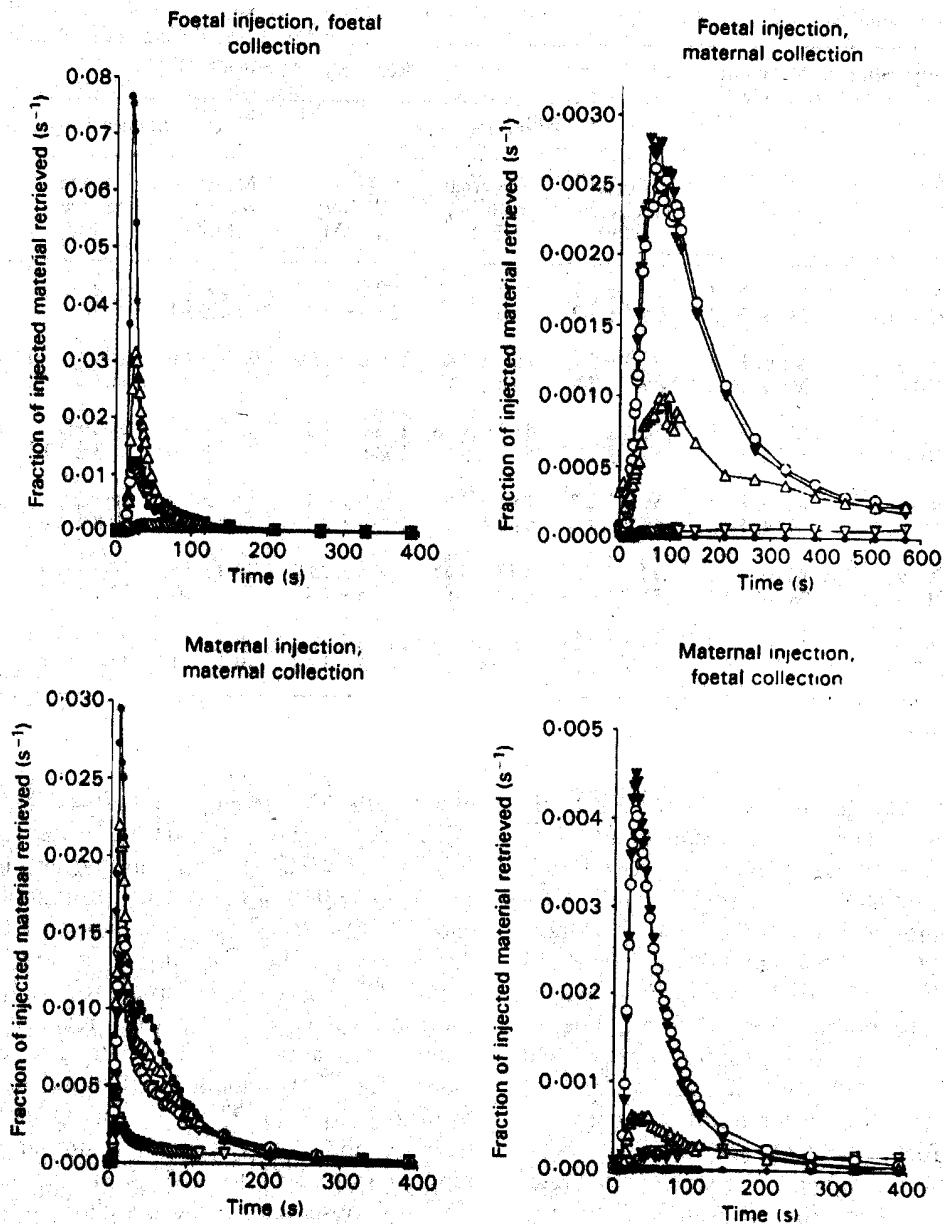 Foetal injection, foetal
collection
Fraction of injected material retrieved (s⁻¹)
0·08
0·07
0·06
0·05
0·04
0·03
0·02
0·01
0·00
0 100 200 300 400
Time (s)
Foetal injection,
maternal collection
Fraction of injected material retrieved (s⁻¹)
0·0030
0·0025
0·0020
0·0015
0·0010
0·0005
0·0000
0 100 200 300 400 500 600
Time (s)
Maternal injection,
maternal collection
Fraction of injected material retrieved (s⁻¹)
0·030
0·025
0·020
0·015
0·010
0·005
0·000
0 100 200 300 400
Time (s)
Maternal injection,
foetal collection
Fraction of injected material retrieved (s⁻¹)
0·005
0·004
0·003
0·002
0·001
0·000
0 100 200 300 400
Time (s)